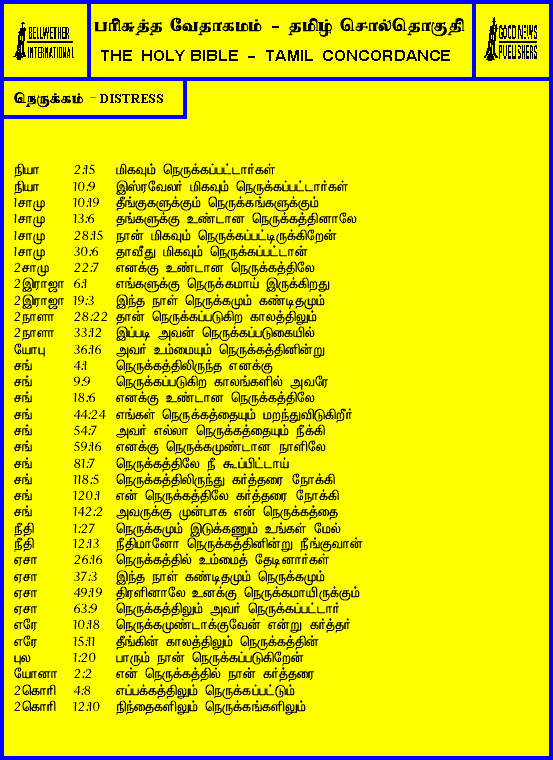 BELLWETHER
INTERNATIONAL
பரிசுத்த வேதாகமம் - தமிழ் சொல்தொகுதி
THE HOLY BIBLE - TAMIL CONCORDANCE
GOOD NEWS
PUBLISHERS
நெருக்கம் - DISTRESS
நியா 2:15 மிகவும் நெருக்கப்பட்டார்கள்
நியா 10:9 இஸ்ரவேலர் மிகவும் நெருக்கப்பட்டார்கள்
1சாமு 10:19 தீங்குகளுக்கும் நெருக்கங்களுக்கும்
1சாமு 13:6 தங்களுக்கு உண்டான நெருக்கத்தினாலே
1சாமு 28:15 நான் மிகவும் நெருக்கப்பட்டிருக்கிறேன்
1சாமு 30:6 தாவீது மிகவும் நெருக்கப்பட்டான்
2சாமு 22:7 எனக்கு உண்டான நெருக்கத்திலே
2இராஜா 6:1 எங்களுக்கு நெருக்கமாய் இருக்கிறது
2இராஜா 19:3 இந்த நாள் நெருக்கமும் கண்டிதமும்
2நாளா 28:22 தான் நெருக்கப்படுகிற காலத்திலும்
2நாளா 33:12 இப்படி அவன் நெருக்கப்படுகையில்
யோபு 36:16 அவர் உம்மையும் நெருக்கத்தினின்று
சங் 4:1 நெருக்கத்திலிருந்த எனக்கு
சங் 9:9 நெருக்கப்படுகிற காலங்களில் அவரே
சங் 18:6 எனக்கு உண்டான நெருக்கத்திலே
சங் 44:24 எங்கள் நெருக்கத்தையும் மறந்துவிடுகிறீர்
சங் 54:7 அவர் எல்லா நெருக்கத்தையும் நீக்கி
சங் 59:16 எனக்கு நெருக்கமுண்டான நாளிலே
சங் 81:7 நெருக்கத்திலே நீ கூப்பிட்டாய்
சங் 118:5 நெருக்கத்திலிருந்து கர்த்தரை நோக்கி
சங் 120:1 என் நெருக்கத்திலே கர்த்தரை நோக்கி
சங் 142:2 அவருக்கு முன்பாக என் நெருக்கத்தை
நீதி 1:27 நெருக்கமும் இடுக்கணும் உங்கள் மேல்
நீதி 12:13 நீதிமானோ நெருக்கத்தினின்று நீங்குவான்
ஏசா 26:16 நெருக்கத்தில் உம்மைத் தேடினார்கள்
ஏசா 37:3 இந்த நாள் கண்டிதமும் நெருக்கமும்
ஏசா 49:19 திரளினாலே உனக்கு நெருக்கமாயிருக்கும்
ஏசா 63:9 நெருக்கத்திலும் அவர் நெருக்கப்பட்டார்
எரே 10:18 நெருக்கமுண்டாக்குவேன் என்று கர்த்தர்
எரே 15:11 தீங்கின் காலத்திலும் நெருக்கத்தின்
புல 1:20 பாரும் நான் நெருக்கப்படுகிறேன்
யோனா 2:2 என் நெருக்கத்தில் நான் கர்த்தரை
2கொரி 4:8 எப்பக்கத்திலும் நெருக்கப்பட்டும்
2கொரி 12:10 நிந்தைகளிலும் நெருக்கங்களிலும்